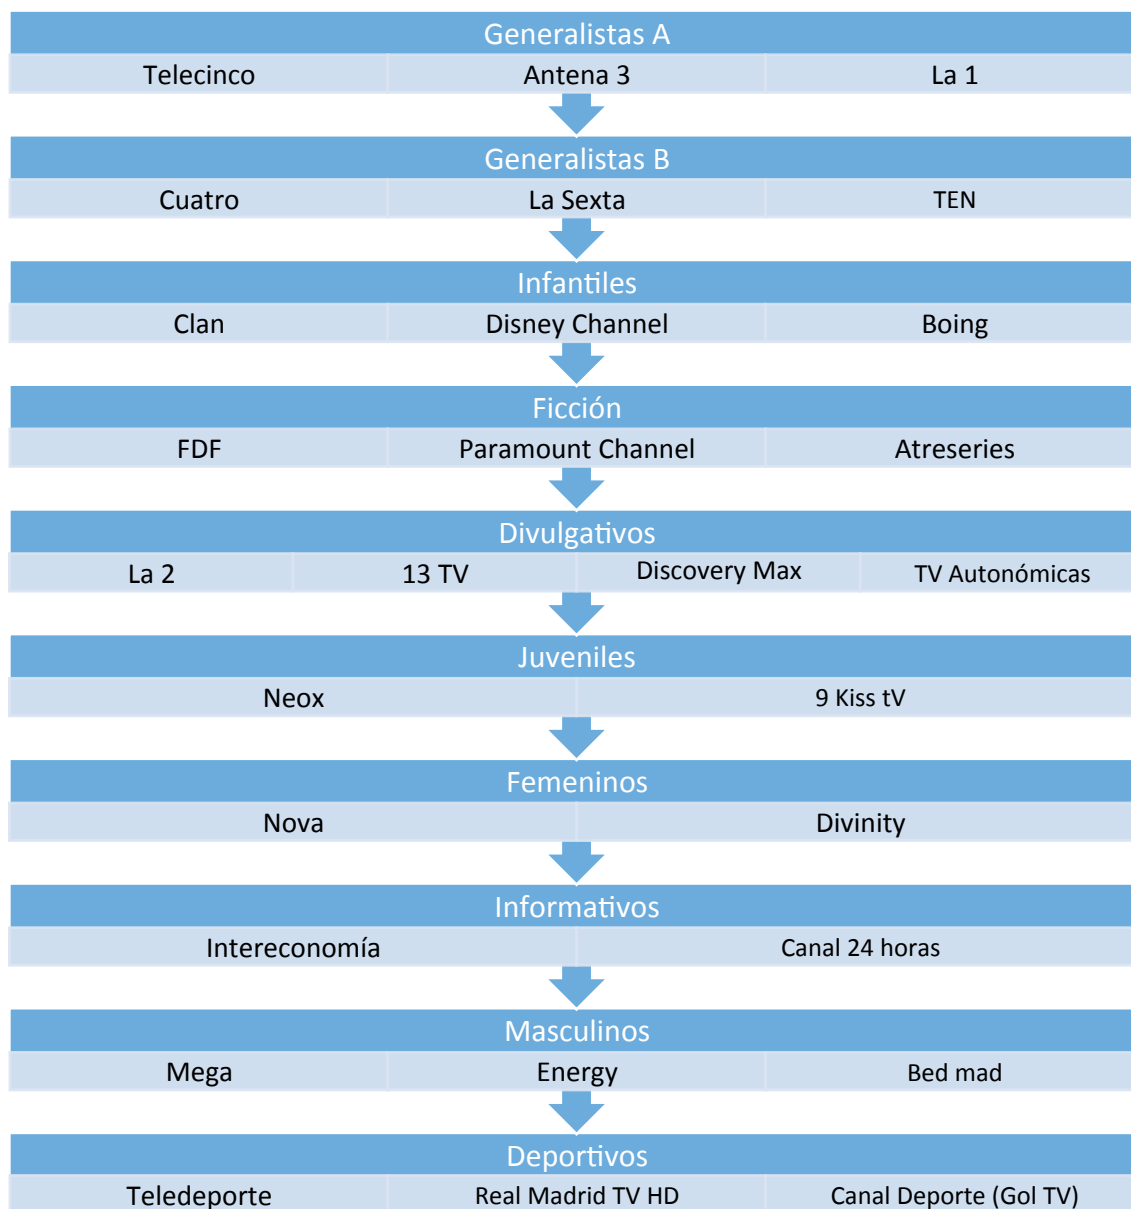 Generalistas A
Telecinco Antena 3 La 1
Generalistas B
Cuatro La Sexta TEN
Infantiles
Clan Disney Channel Boing
Ficción
FDF Paramount Channel Atreseries
Divulgativos
La 2 13 TV Discovery Max TV Autonómicas
Juveniles
Neox 9 Kiss tV
Femeninos
Nova Divinity
Informativos
Intereconomía Canal 24 horas
Masculinos
Mega Energy Bed mad
Deportivos
Teledeporte Real Madrid TV HD Canal Deporte (Gol TV)